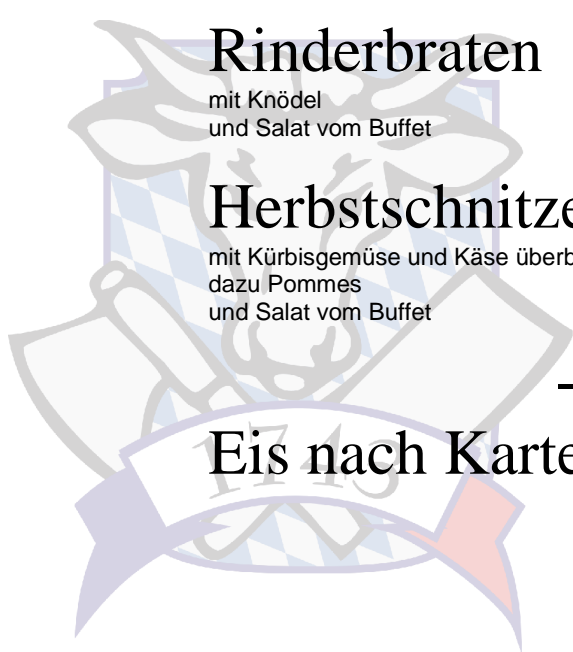 Rinderbraten
mit Knödel
und Salat vom Buffet
Herbstschnitze
mit Kürbisgemüse und Käse überb
dazu Pommes
und Salat vom Buffet
Eis nach Karte
1743